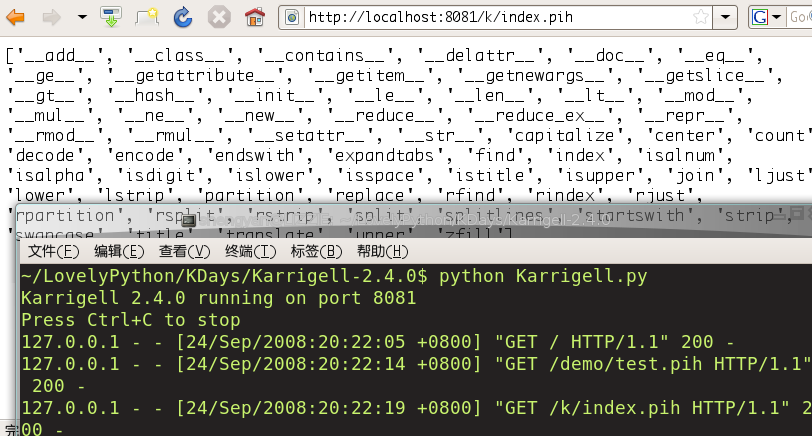 http://localhost:8081/k/index.pih
G
['__add__', '__class__', '__contains__', '__delattr__', '__doc__', '__eq__',
'__ge__', '__getattribute__', '__getitem__', '__getnewargs__', '__getslice__',
'__gt__', '__hash__', '__init__', '__le__', '__len__', '__lt__', '__mod__',
'__mul__', '__ne__', '__new__', '__reduce__', '__reduce_ex__', '__repr__',
'__rmod__', '__rmul__', '__setattr__', '__str__', 'capitalize', 'center', 'count
'decode', 'encode', 'endswith', 'expandtabs', 'find', 'index', 'isalnum',
'isalpha', 'isdigit', 'islower', 'isspace', 'istitle', 'isupper', 'join', 'ljust
'lower', 'lstrip', 'partition', 'replace', 'rfind', 'rindex', 'rjust',
'rpartition', 'rsplit', 'rstrip', 'split', 'splitlines', 'startswith', 'strip',
'swapcase', 'title', 'translate', 'upper', 'zfill']
文件(F) 编辑(E) 查看(V) 终端(T) 标签(B) 帮助(H)
~/LovelyPython/KDays/Karrigell-2.4.0$ python Karrigell.py
Karrigell 2.4.0 running on port 8081
Press Ctrl+C to stop
127.0.0.1 - - [24/Sep/2008:20:22:05 +0800] "GET / HTTP/1.1" 200 -
127.0.0.1 - - [24/Sep/2008:20:22:14 +0800] "GET /demo/test.pih HTTP/1.1"
200 -
127.0.0.1 - - [24/Sep/2008:20:22:19 +0800] "GET /k/index.pih HTTP/1.1" 2
00 -